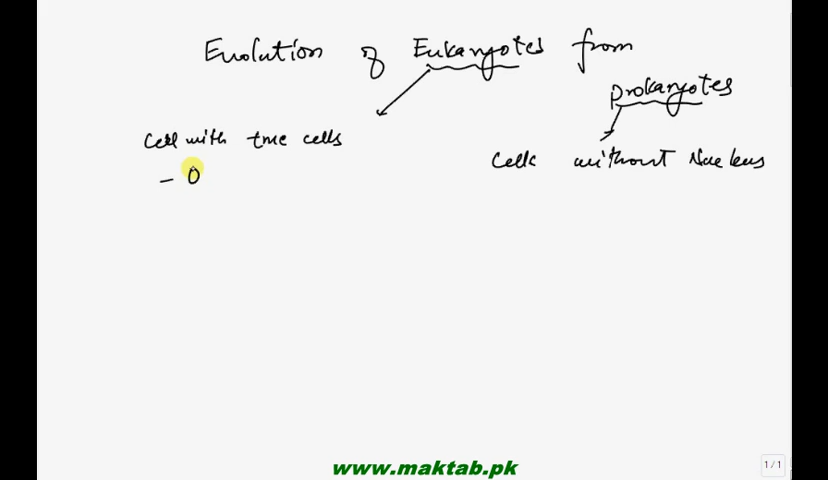 Evolution of Eukaryotes from
Prokaryotes
Cell with true cells
Cells without Nucleus
- O
www.maktab.pk
1/1